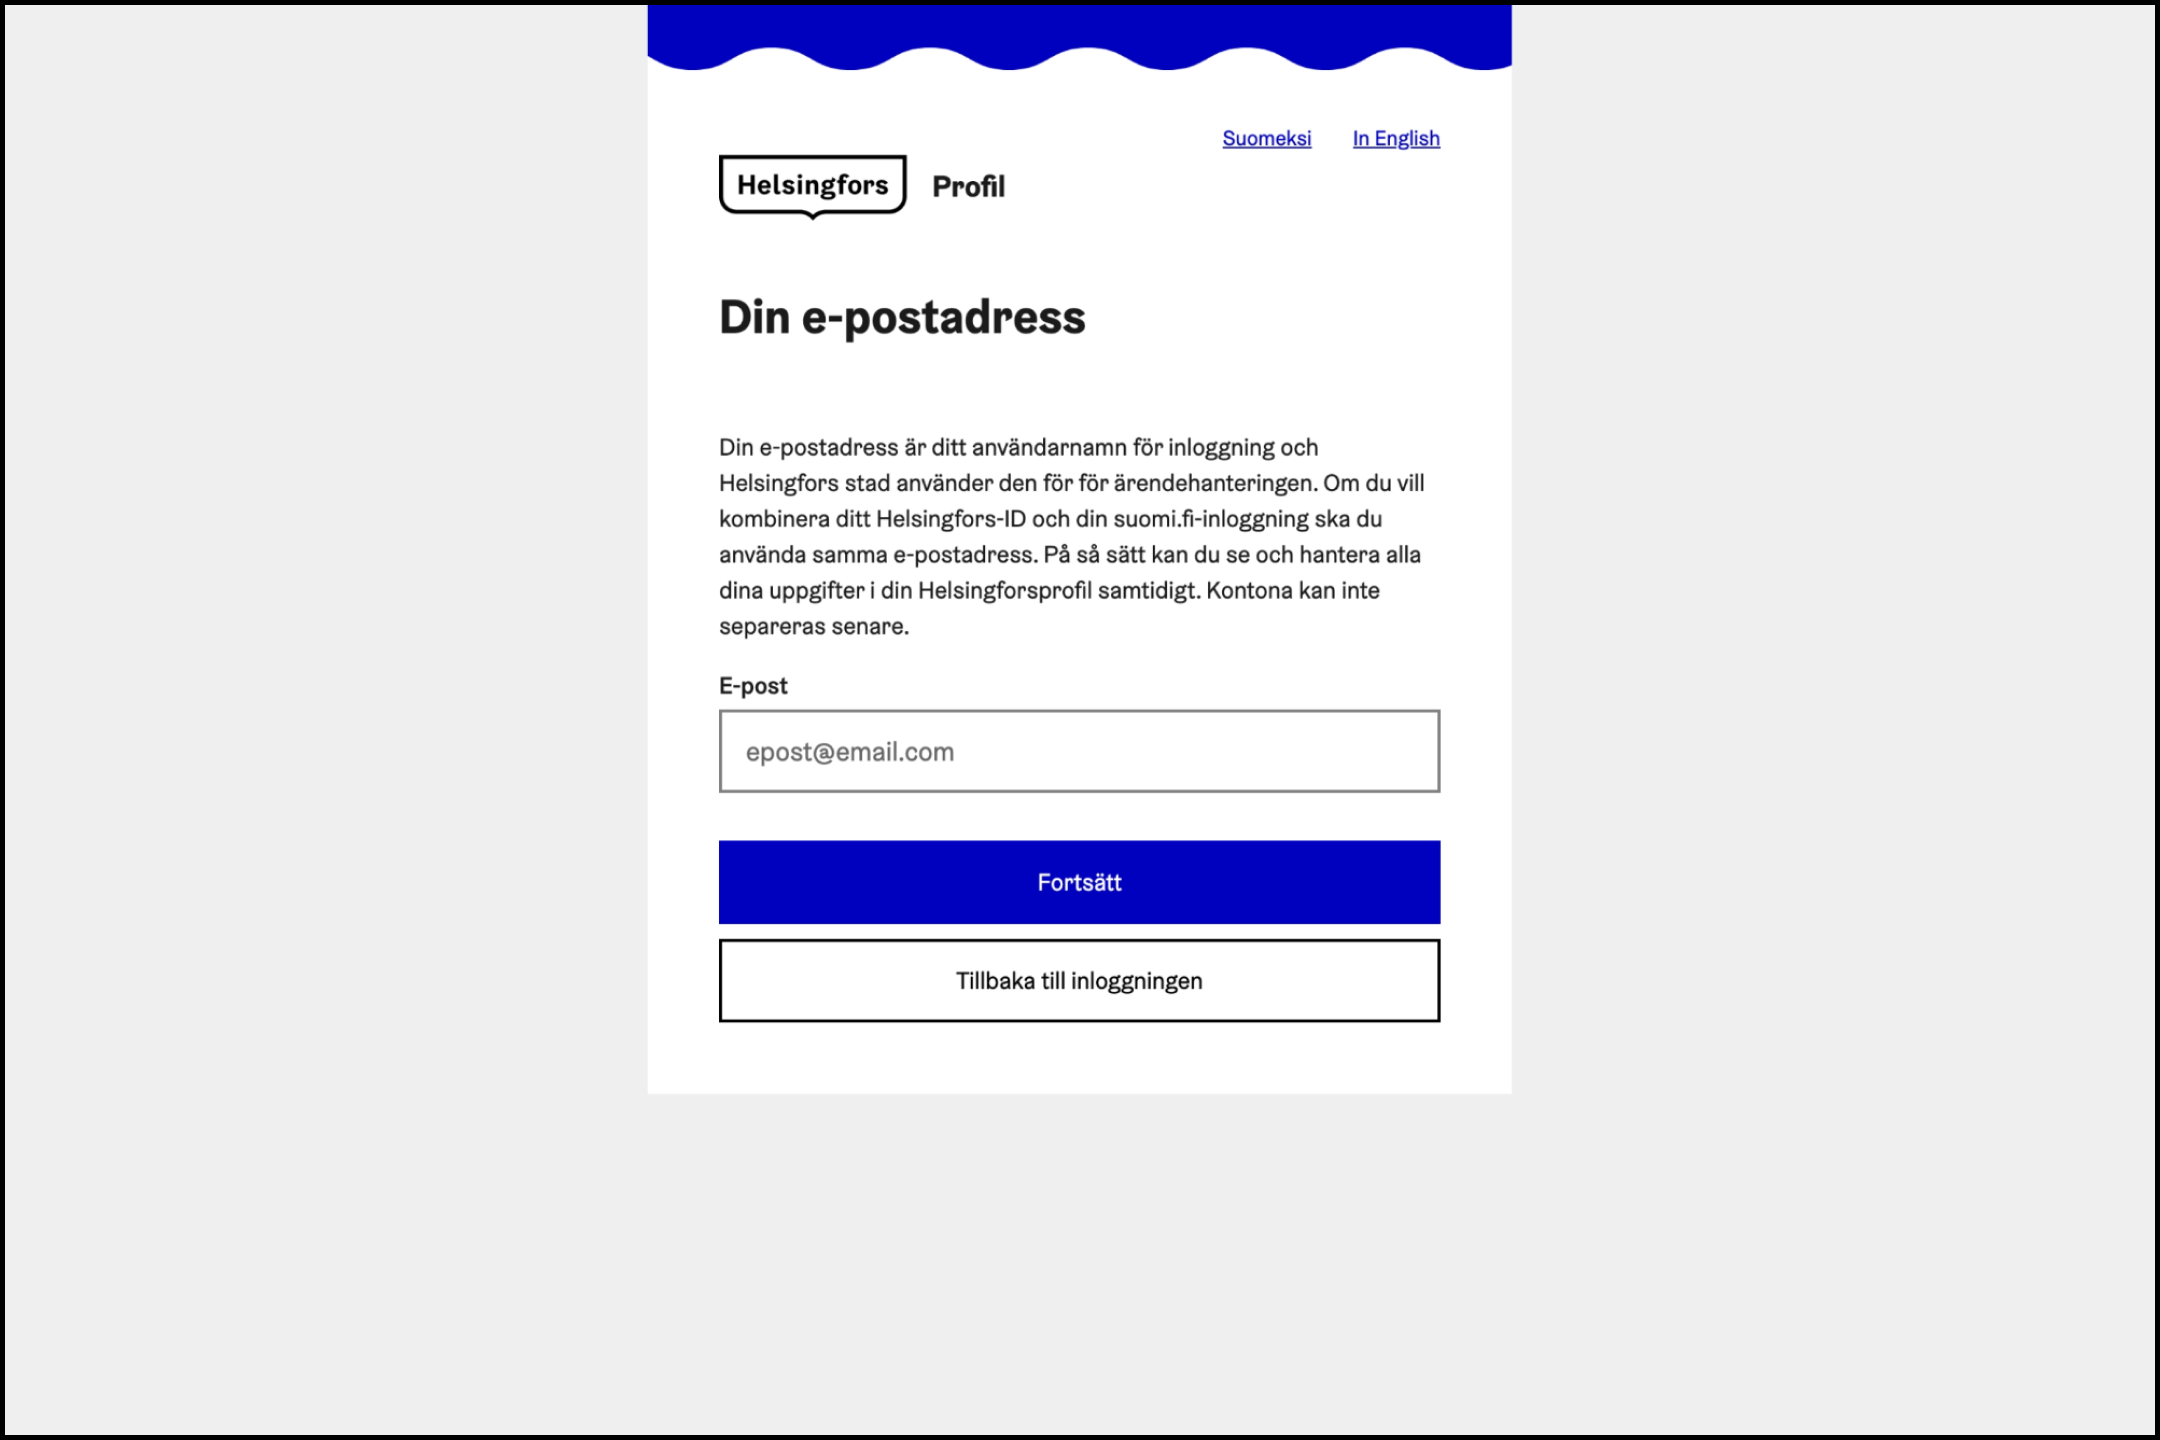 Suomeksi In English
Helsingfors Profil
Din e-postadress
Din e-postadress är ditt användarnamn för inloggning och
Helsingfors stad använder den för för ärendehanteringen. Om du vill
kombinera ditt Helsingfors-ID och din suomi.fi-inloggning ska du
använda samma e-postadress. På så sätt kan du se och hantera alla
dina uppgifter i din Helsingforsprofil samtidigt. Kontona kan inte
separeras senare.
E-post
epost@email.com
Fortsätt
Tillbaka till inloggningen